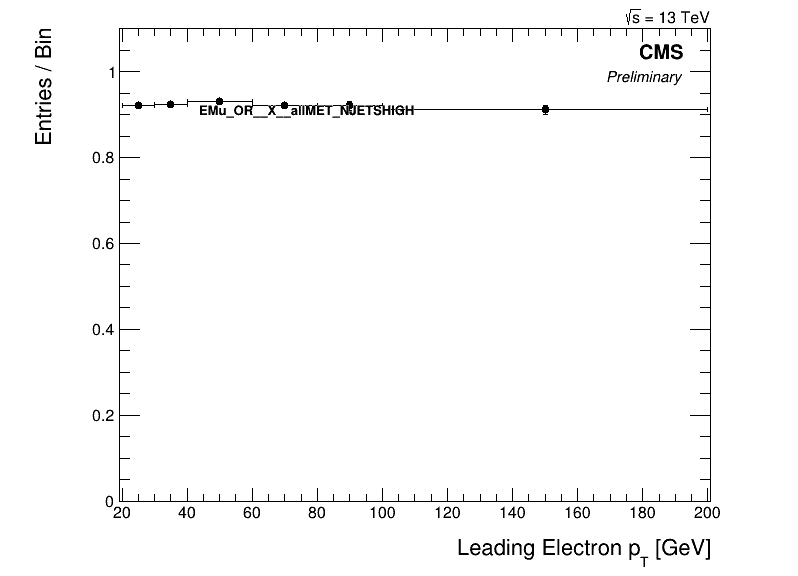 √s = 13 TeV
CMS
Preliminary
Entries / Bin
1
0.8
0.6
0.4
0.2
0
EMu_OR__X__allMET_NJETSHIGH
20 40 60 80 100 120 140 160 180 200
Leading Electron pT [GeV]